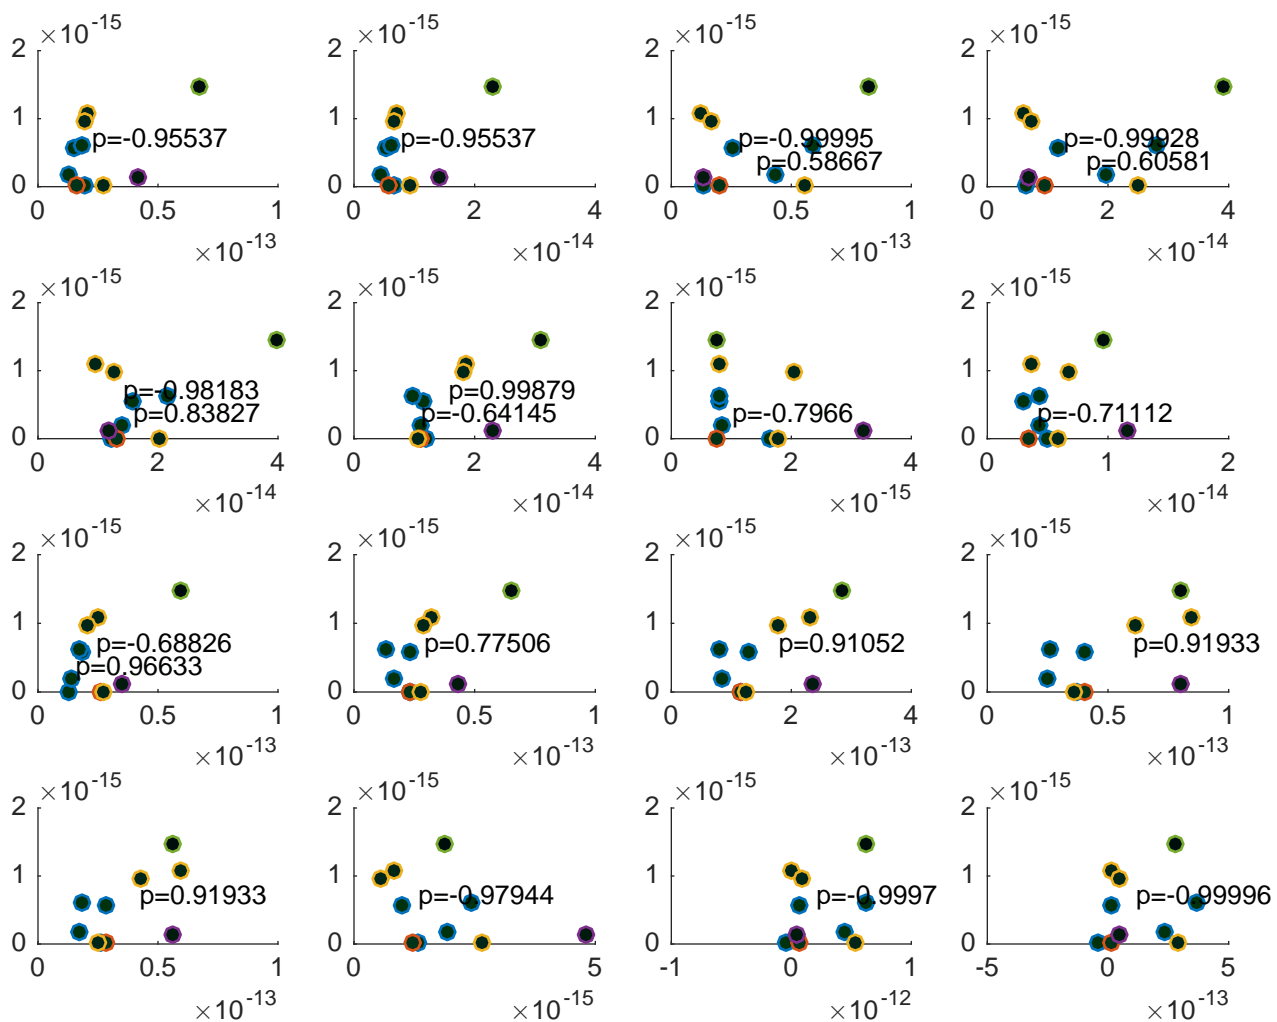 ×10-15 ×10-15 ×10-15 ×10-15
2 2 2 2
1 1 1 1
p=-0.95537 p=-0.95537 p=-0.99995 p=-0.99928
p=0.58667 p=0.60581
0 0 0 0
0 0.5 1 0 2 4 0 0.5 1 0 2 4
×10-13 ×10-14 ×10-13 ×10-14
×10-15 ×10-15 ×10-15 ×10-15
2 2 2 2
1 1 1 1
p=-0.98183 p=0.99879
p=0.83827 p=-0.64145 p=-0.7966 p=-0.71112
0 0 0 0
0 2 4 0 2 4 0 2 4 0 1 2
×10-14 ×10-14 ×10-15 ×10-14
×10-15 ×10-15 ×10-15 ×10-15
2 2 2 2
1 1 1 1
p=-0.68826 p=0.77506 p=0.91052 p=0.91933
p=0.96633
0 0 0 0
0 0.5 1 0 0.5 1 0 2 4 0 0.5 1
×10-13 ×10-13 ×10-13 ×10-13
×10-15 ×10-15 ×10-15 ×10-15
2 2 2 2
1 1 1 1
p=0.91933 p=-0.97944 p=-0.9997 p=-0.99996
0 0 0 0
0 0.5 1 0 5 -1 0 1 -5 0 5
×10-13 ×10-15 ×10-12 ×10-13